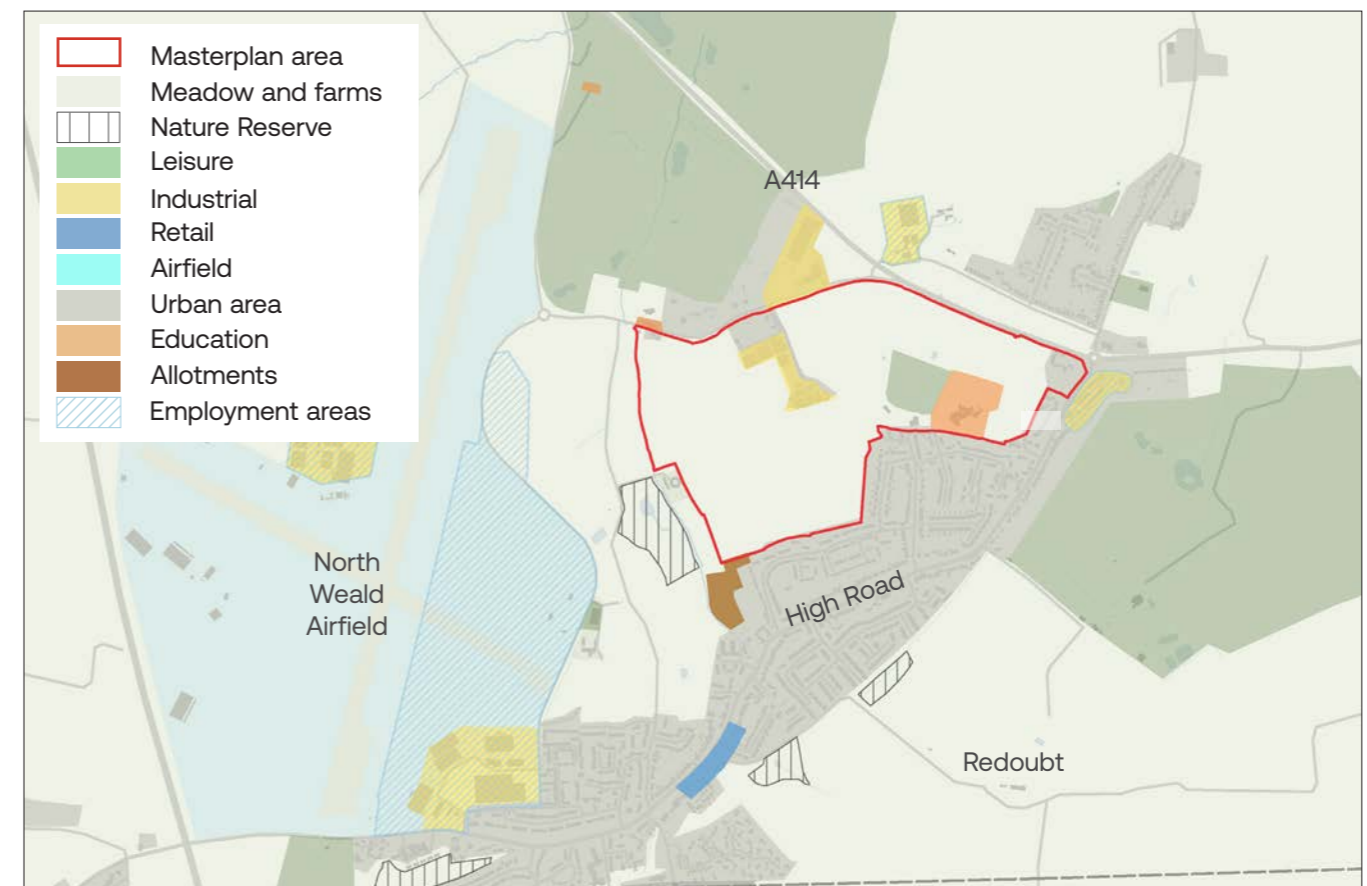 Masterplan area
Meadow and farms
Nature Reserve
Leisure
Industrial
Retail
Airfield
Urban area
Education
Allotments
Employment areas
A414
North
Weald
Airfield
High Road
Redoubt